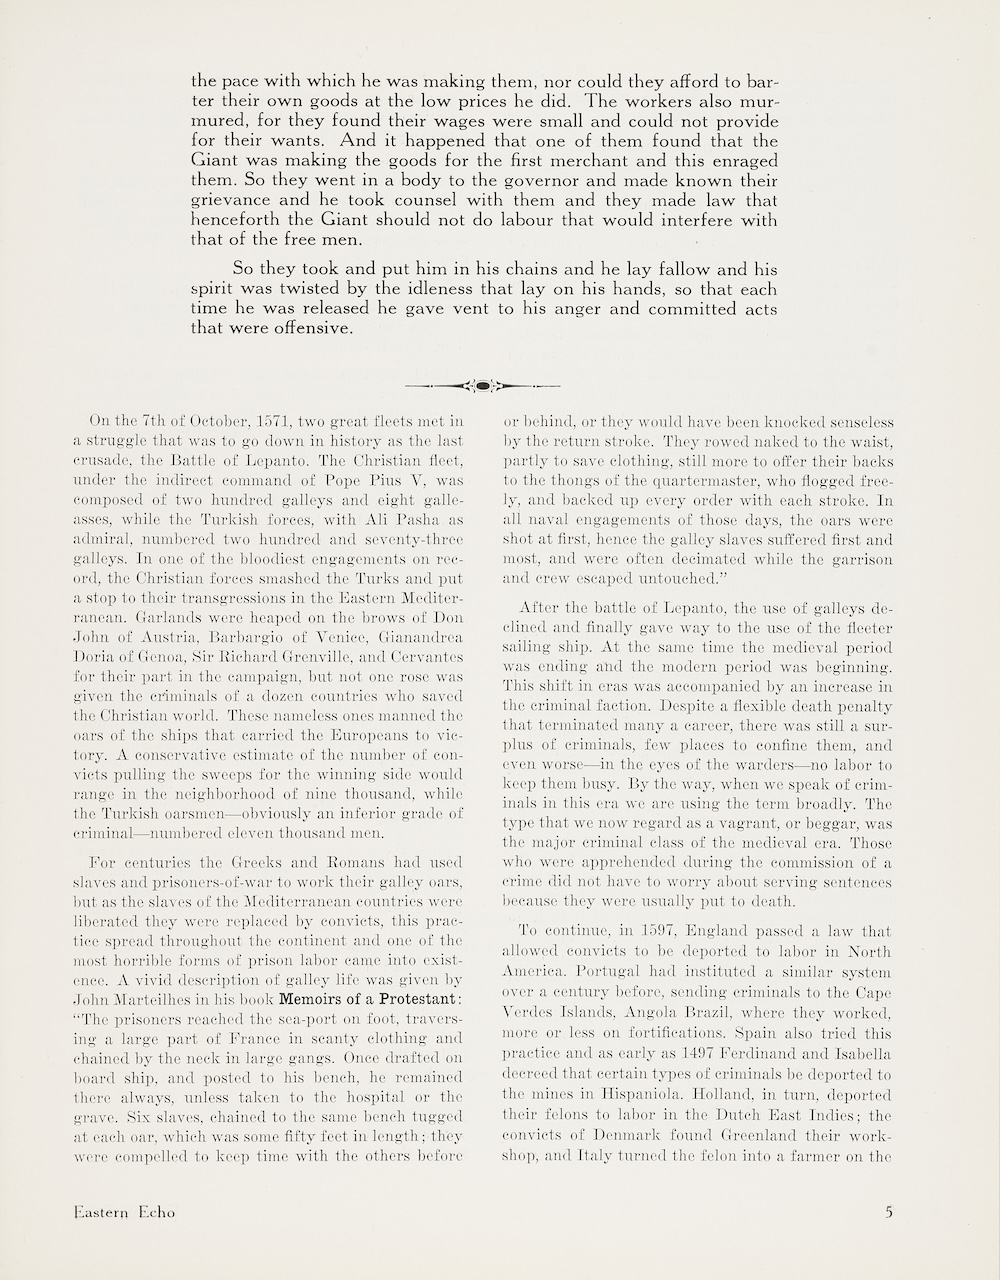 the pace with which he was making them, nor could they afford to bar-
ter their own goods at the low prices he did. The workers also mur-
mured, for they found their wages were small and could not provide
for their wants. And it happened that one of them found that the
Giant was making the goods for the first merchant and this enraged
them. So they went in a body to the governor and made known their
grievance and he took counsel with them and they made law that
henceforth the Giant should not do labour that would interfere with
that of the free men.
So they took and put him in his chains and he lay fallow and his
spirit was twisted by the idleness that lay on his hands, so that each
time he was released he gave vent to his anger and committed acts
that were offensive.
On the 7th of October, 1571, two great fleets met in
a struggle that was to go down in history as the last
crusade, the Battle of Lepanto. The Christian fleet,
under the indirect command of Pope Pius V, was
composed of two hundred galleys and eight galle-
asses, while the Turkish forces, with Ali Pasha as
admiral, numbered two hundred and seventy-three
galleys. In one of the bloodiest engagements on rec-
ord, the Christian forces smashed the Turks and put
a stop to their transgressions in the Eastern Mediter-
ranean. Garlands were heaped on the brows of Don
John of Austria, Barbargio of Venice, Gianandrea
Doria of Genoa, Sir Richard Grenville, and Cervantes
for their part in the campaign, but not one rose was
given the criminals of a dozen countries who saved
the Christian world. These nameless ones manned the
oars of the ships that carried the Europeans to vic-
tory. A conservative estimate of the number of con-
victs pulling the sweeps for the winning side would
range in the neighborhood of nine thousand, while
the Turkish oarsmen—obviously an inferior grade of
criminal—numbered eleven thousand men.
For centuries the Greeks and Romans had used
slaves and prisoners-of-war to work their galley oars,
but as the slaves of the Mediterranean countries were
liberated they were replaced by convicts, this prac-
tice spread throughout the continent and one of the
most horrible forms of prison labor came into exist-
ence. A vivid description of galley life was given by
John Marteilhes in his book Memoirs of a Protestant:
"The prisoners reached the sea-port on foot, travers-
ing a large part of France in scanty clothing and
chained by the neck in large gangs. Once drafted on
board ship, and posted to his bench, he remained
there always, unless taken to the hospital or the
grave. Six slaves, chained to the same bench tugged
at each oar, which was some fifty feet in length; they
were compelled to keep time with the others before
or behind, or they would have been knocked senseless
by the return stroke. They rowed naked to the waist,
partly to save clothing, still more to offer their backs
to the thongs of the quartermaster, who flogged free-
ly, and backed up every order with each stroke. In
all naval engagements of those days, the oars were
shot at first, hence the galley slaves suffered first and
most, and were often decimated while the garrison
and crew escaped untouched."
After the battle of Lepanto, the use of galleys de-
clined and finally gave way to the use of the fleeter
sailing ship. At the same time the medieval period
was ending and the modern period was beginning.
This shift in eras was accompanied by an increase in
the criminal faction. Despite a flexible death penalty
that terminated many a career, there was still a sur-
plus of criminals, few places to confine them, and
even worse—in the eyes of the warders—no labor to
keep them busy. By the way, when we speak of crim-
inals in this era we are using the term broadly. The
type that we now regard as a vagrant, or beggar, was
the major criminal class of the medieval era. Those
who were apprehended during the commission of a
crime did not have to worry about serving sentences
because they were usually put to death.
To continue, in 1597, England passed a law that
allowed convicts to be deported to labor in North
America. Portugal had instituted a similar system
over a century before, sending criminals to the Cape
Verdes Islands, Angola Brazil, where they worked,
more or less on fortifications. Spain also tried this
practice and as early as 1497 Ferdinand and Isabella
decreed that certain types of criminals be deported to
the mines in Hispaniola. Holland, in turn, deported
their felons to labor in the Dutch East Indies; the
convicts of Denmark found Greenland their work-
shop, and Italy turned the felon into a farmer on the
Eastern Echo
5